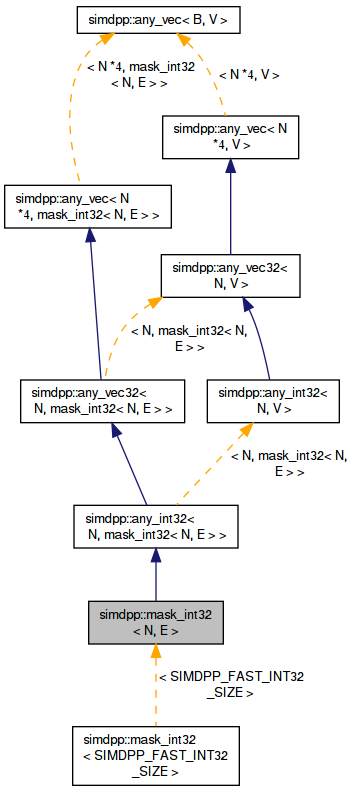 simdpp::any_vec< B, V >
< N *4, mask_int32
< N, E > >
< N *4, V >
simdpp::any_vec< N
*4, V >
simdpp::any_vec< N
*4, mask_int32< N, E > >
simdpp::any_vec32<
N, V >
< N, mask_int32< N,
E > >
simdpp::any_vec32<
N, mask_int32< N, E > >
simdpp::any_int32<
N, V >
< N, mask_int32< N,
E > >
simdpp::any_int32<
N, mask_int32< N, E > >
simdpp::mask_int32
< N, E >
< SIMDPP_FAST_INT32
_SIZE >
simdpp::mask_int32
< SIMDPP_FAST_INT32
_SIZE >